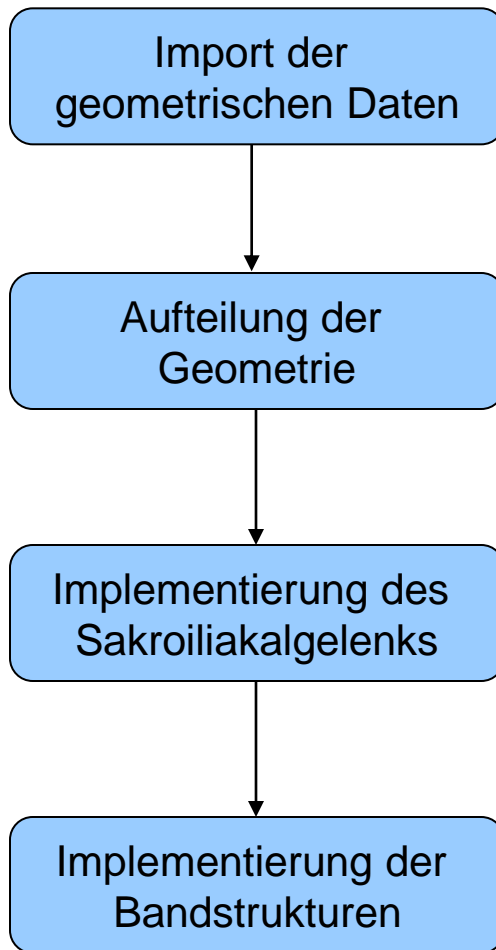 Import der
geometrischen Daten
Aufteilung der
Geometrie
Implementierung des
Sakroiliakalgelenks
Implementierung der
Bandstrukturen